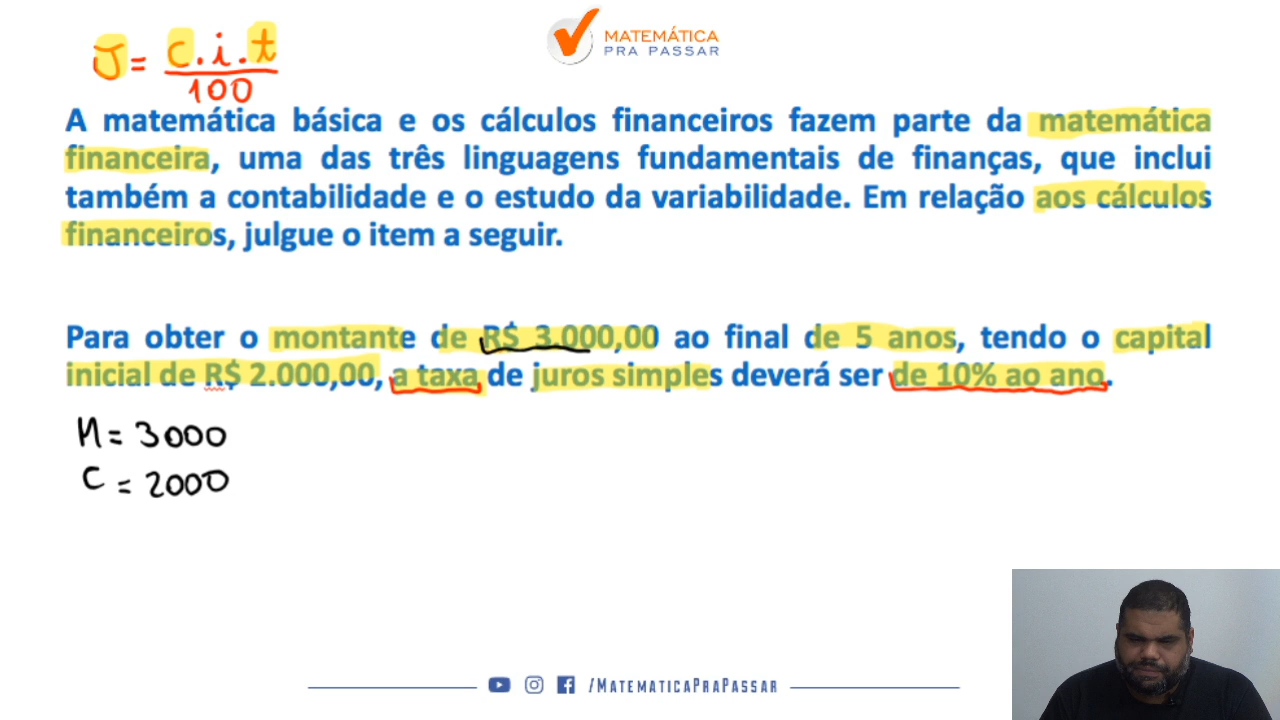 J = c.i.t
100
MATEMÁTICA
PRA PASSAR
A matemática básica e os cálculos financeiros fazem parte da matemática
financeira, uma das três linguagens fundamentais de finanças, que inclui
também a contabilidade e o estudo da variabilidade. Em relação aos cálculos
financeiros, julgue o item a seguir.
Para obter o montante de R$ 3.000,00 ao final de 5 anos, tendo o capital
inicial de R$ 2.000,00, a taxa de juros simples deverá ser de 10% ao ano.
M = 3000
C = 2000
/MATEMATICAPRAPASSAR